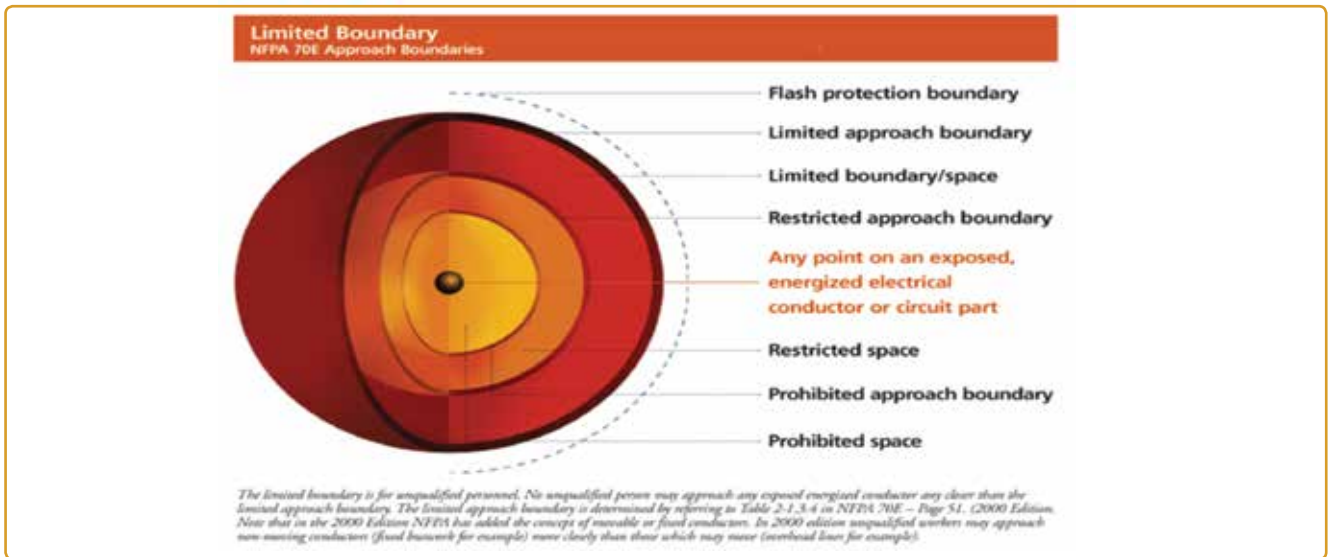 Limited Boundary
NFPA 70E Approach Boundaries
Flash protection boundary
Limited approach boundary
Limited boundary/space
Restricted approach boundary
Any point on an exposed,
energized electrical
conductor or circuit part
Restricted space
Prohibited approach boundary
Prohibited space
The limited boundary is for unqualified personnel. No unqualified person may approach any exposed energized conductor any closer than the
limited approach boundary. The limited approach boundary is determined by referring to Table 2-1.3.4 in NFPA 70E – Page 51. (2000 Edition.
Note that in the 2000 Edition NFPA has added the concept of movable or fixed conductors. In 2000 edition unqualified workers may approach
non-moving conductors (fixed buswork for example) more closely than those which may move (overhead lines for example).